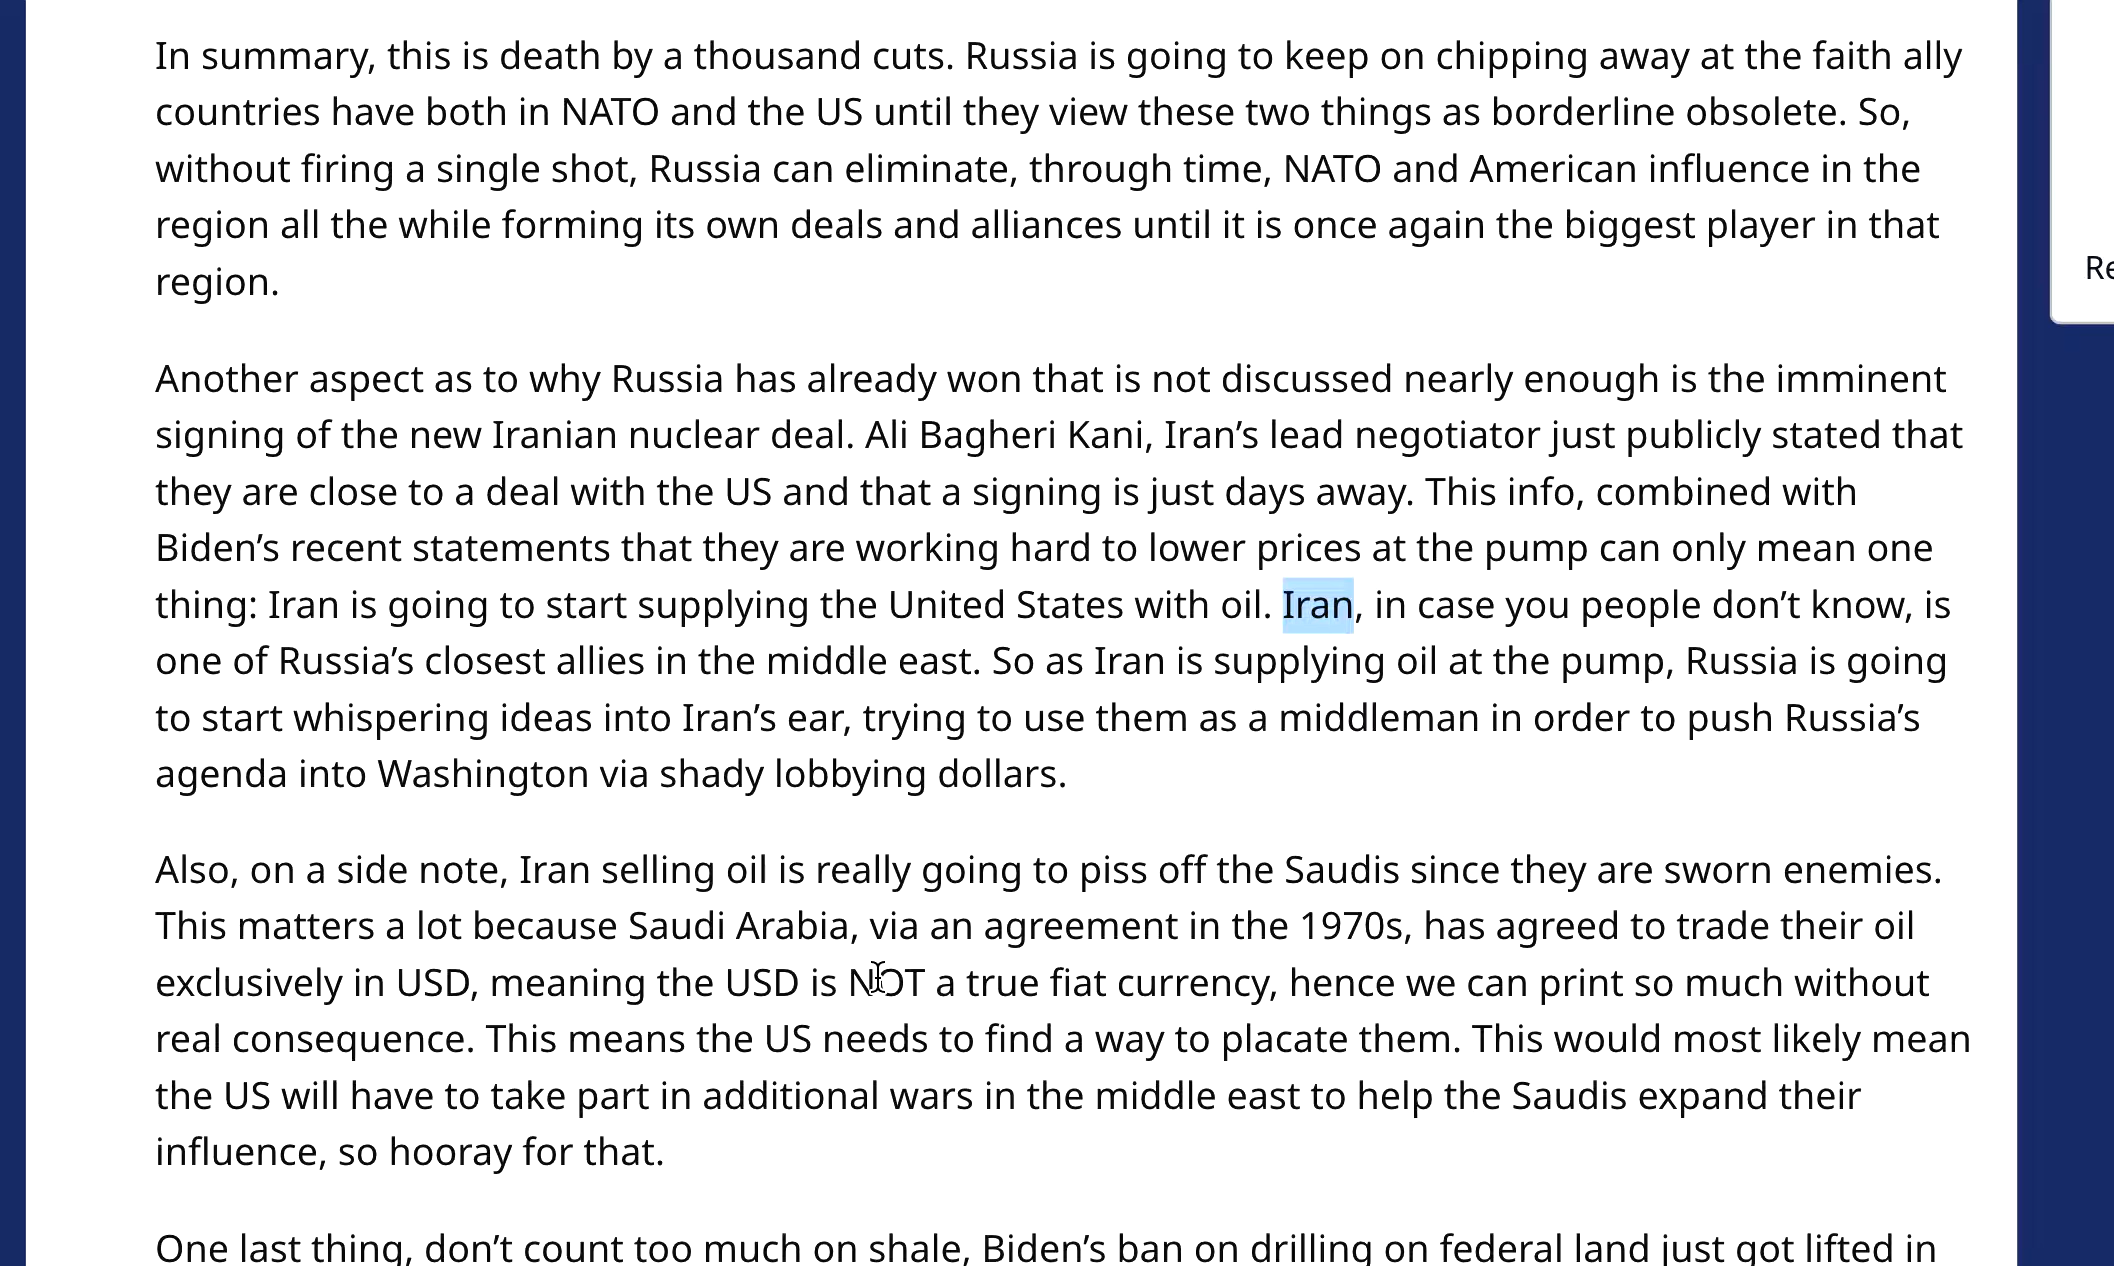 In summary, this is death by a thousand cuts. Russia is going to keep on chipping away at the faith ally
countries have both in NATO and the US until they view these two things as borderline obsolete. So,
without firing a single shot, Russia can eliminate, through time, NATO and American influence in the
region all the while forming its own deals and alliances until it is once again the biggest player in that
region.
Another aspect as to why Russia has already won that is not discussed nearly enough is the imminent
signing of the new Iranian nuclear deal. Ali Bagheri Kani, Iran’s lead negotiator just publicly stated that
they are close to a deal with the US and that a signing is just days away. This info, combined with
Biden’s recent statements that they are working hard to lower prices at the pump can only mean one
thing: Iran is going to start supplying the United States with oil. Iran, in case you people don’t know, is
one of Russia’s closest allies in the middle east. So as Iran is supplying oil at the pump, Russia is going
to start whispering ideas into Iran’s ear, trying to use them as a middleman in order to push Russia’s
agenda into Washington via shady lobbying dollars.
Also, on a side note, Iran selling oil is really going to piss off the Saudis since they are sworn enemies.
This matters a lot because Saudi Arabia, via an agreement in the 1970s, has agreed to trade their oil
exclusively in USD, meaning the USD is NOT a true fiat currency, hence we can print so much without
real consequence. This means the US needs to find a way to placate them. This would most likely mean
the US will have to take part in additional wars in the middle east to help the Saudis expand their
influence, so hooray for that.
One last thing, don’t count too much on shale, Biden’s ban on drilling on federal land just got lifted in
Re